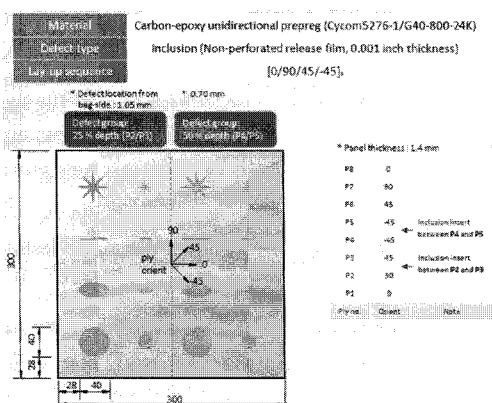 Material
Carbon-epoxy unidirectional prepreg (Cycom5276-1/G40-800-24K)
Defect type
Inclusion (Non-perforated release film, 0.001 inch thickness)
Lay-up sequence
[0/90/45/-45]s
* Defect location from bag-side : 1.05 mm
* 0.70 mm
Defect group
25 % depth (P2/P3)
Defect group
50% depth (P4/P5)
* Panel thickness : 1.4 mm
P8 0
P7 90
P6 45
P5 -45 Inclusion insert
P4 -45 between P4 and P5
P3 45 Inclusion insert
P2 90 between P2 and P3
P1 0
Ply no. Orient Note
90
45
ply
orient
0
-45
300
40
28
28 40
300